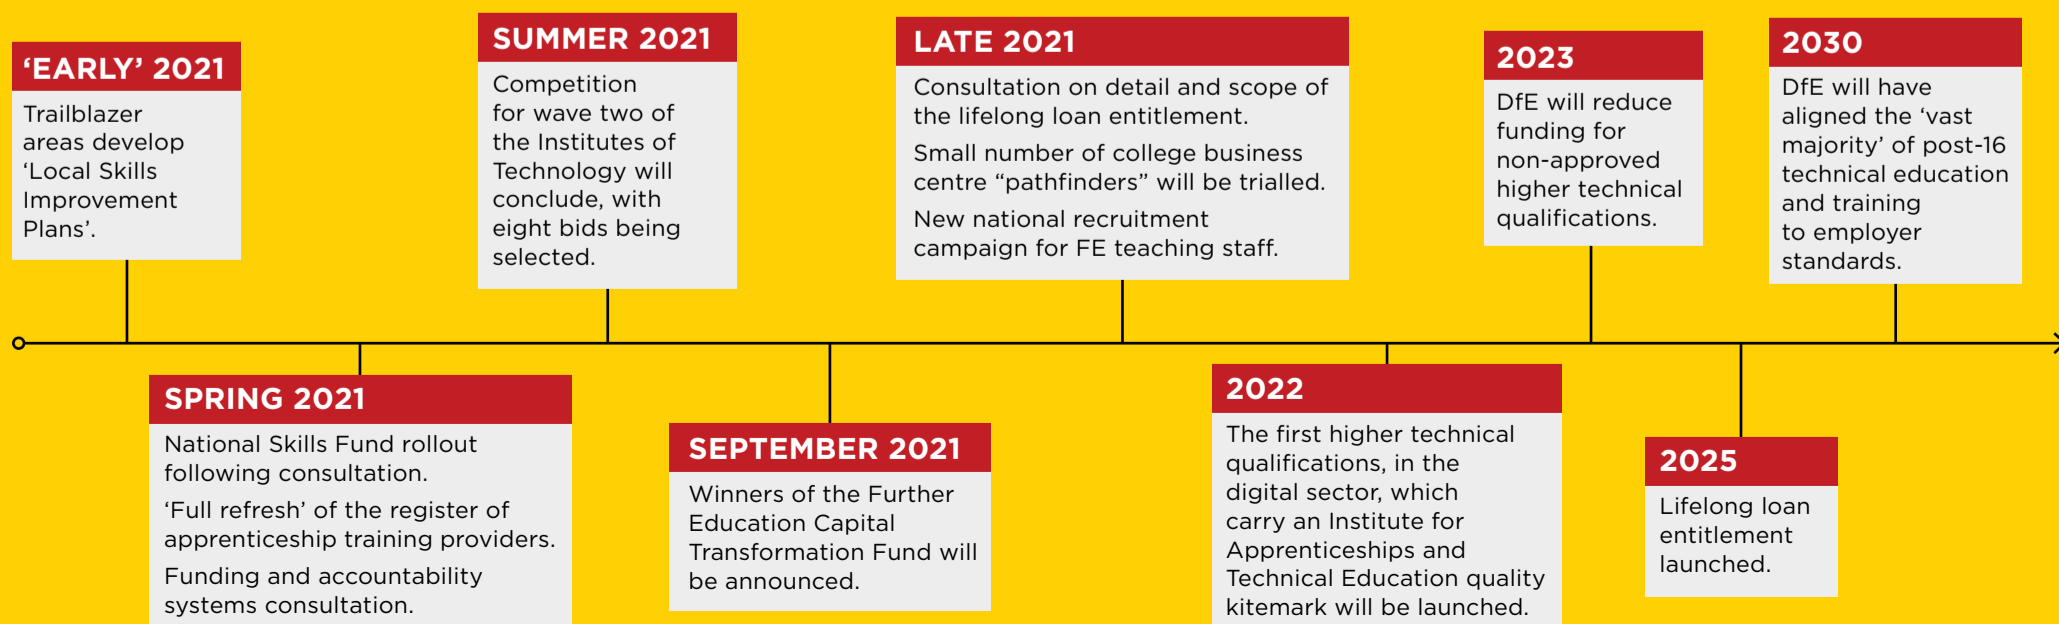 ‘EARLY’ 2021
Trailblazer
areas develop
‘Local Skills
Improvement
Plans’.
SPRING 2021
National Skills Fund rollout
following consultation.
‘Full refresh’ of the register of
apprenticeship training providers.
Funding and accountability
systems consultation.
SUMMER 2021
Competition
for wave two of
the Institutes of
Technology will
conclude, with
eight bids being
selected.
SEPTEMBER 2021
Winners of the Further
Education Capital
Transformation Fund will
be announced.
LATE 2021
Consultation on detail and scope of
the lifelong loan entitlement.
Small number of college business
centre “pathfinders” will be trialled.
New national recruitment
campaign for FE teaching staff.
2022
The first higher technical
qualifications, in the
digital sector, which
carry an Institute for
Apprenticeships and
Technical Education quality
kitemark will be launched.
2023
DfE will reduce
funding for
non-approved
higher technical
qualifications.
2025
Lifelong loan
entitlement
launched.
2030
DfE will have
aligned the ‘vast
majority’ of post-16
technical education
and training
to employer
standards.